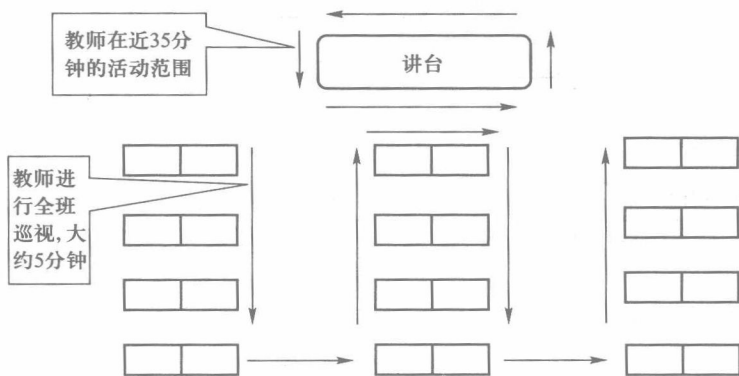 教师在近35分
钟的活动范围
讲台
教师进
行全班
巡视,大
约5分钟